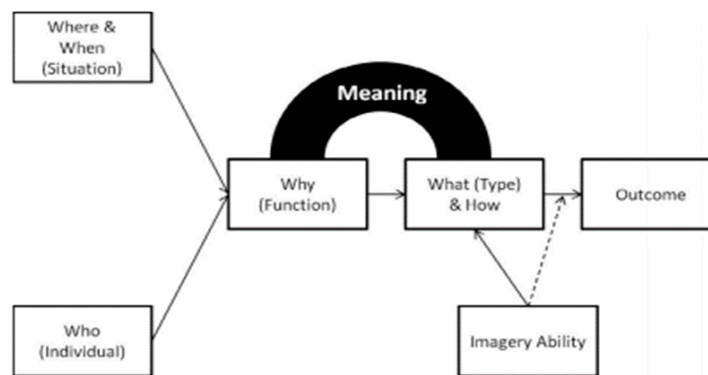 Where &
When
(Situation)
Meaning
Why
(Function)
What (Type)
& How
Outcome
Who
(Individual)
Imagery Ability